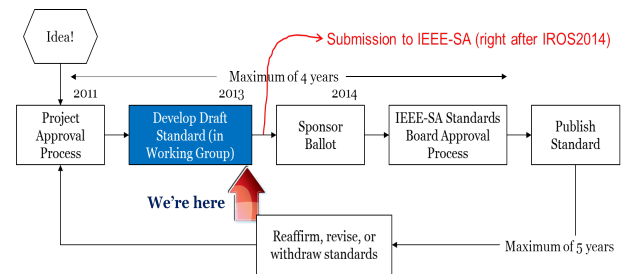 Idea!
Submission to IEEE-SA (right after IROS2014)
Maximum of 4 years
2011
2013
2014
Project
Approval
Process
Develop Draft
Standard (in
Working Group)
Sponsor
Ballot
IEEE-SA Standards
Board Approval
Process
Publish
Standard
We're here
Reaffirm, revise, or
withdraw standards
Maximum of 5 years